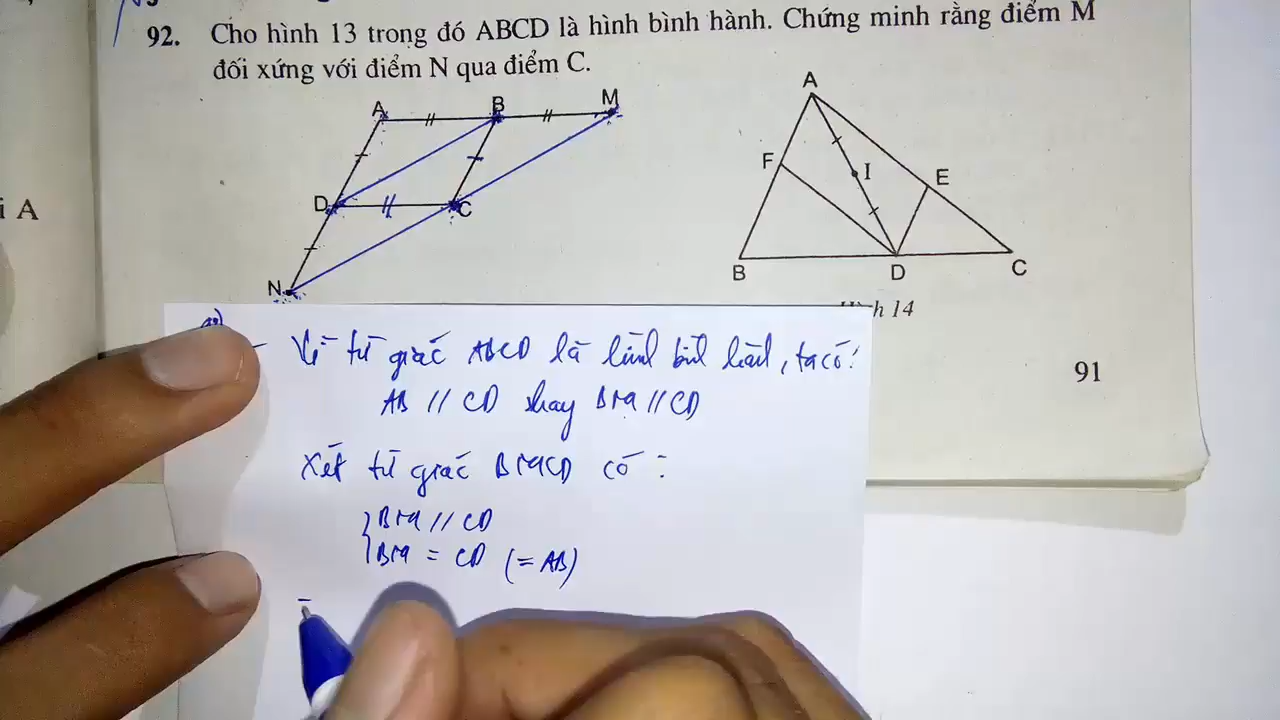 92. Cho hình 13 trong đó ABCD là hình bình hành. Chứng minh rằng điểm M
đối xứng với điểm N qua điểm C.
A B M
D C
N
A
F I E
B D C
h 14
i A
91
Vì tứ giác ABCD là hình bình hành, ta có:
AB // CD hay BM // CD
Xét tứ giác BMCD có:
BM // CD
BM = CD (= AB)